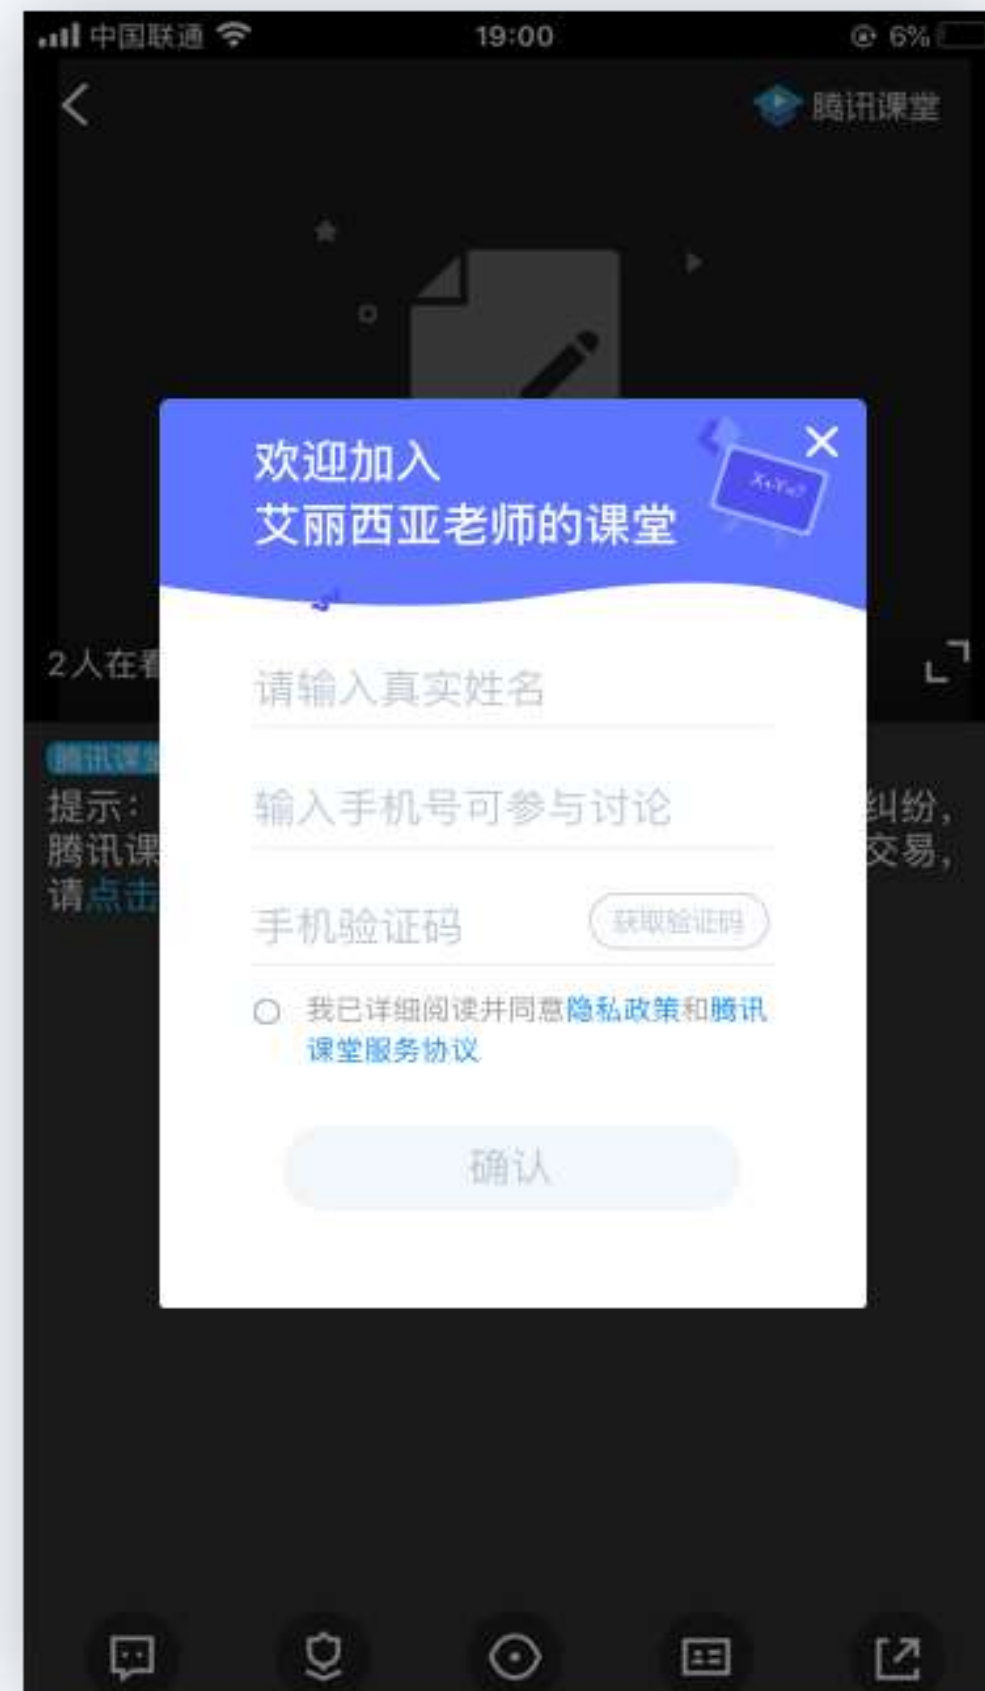 中国联通
19:00
6%
腾讯课堂
欢迎加入
艾丽西亚老师的课堂
X+Y=?
2人在看
请输入真实姓名
腾讯课堂
输入手机号可参与讨论
提示:
纠纷,
腾讯课
交易,
请点击
手机验证码
获取验证码
我已详细阅读并同意隐私政策和腾讯
课堂服务协议
确认